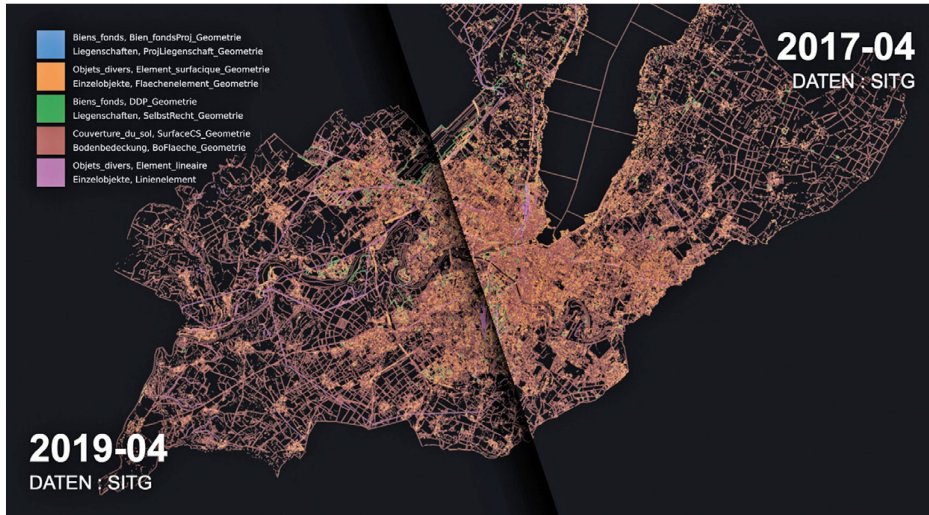 Biens_fonds, Bien_fondsProj_Geometrie
Liegenschaften, ProjLiegenschaft_Geometrie
Objets_divers, Element_surfacique_Geometrie
Einzelobjekte, Flaechenelement_Geometrie
Biens_fonds, DDP_Geometrie
Liegenschaften, SelbstRecht_Geometrie
Couverture_du_sol, SurfaceCS_Geometrie
Bodenbedeckung, BoFlaeche_Geometrie
Objets_divers, Element_lineaire
Einzelobjekte, Linienelement
2017-04
DATEN : SITG
2019-04
DATEN : SITG